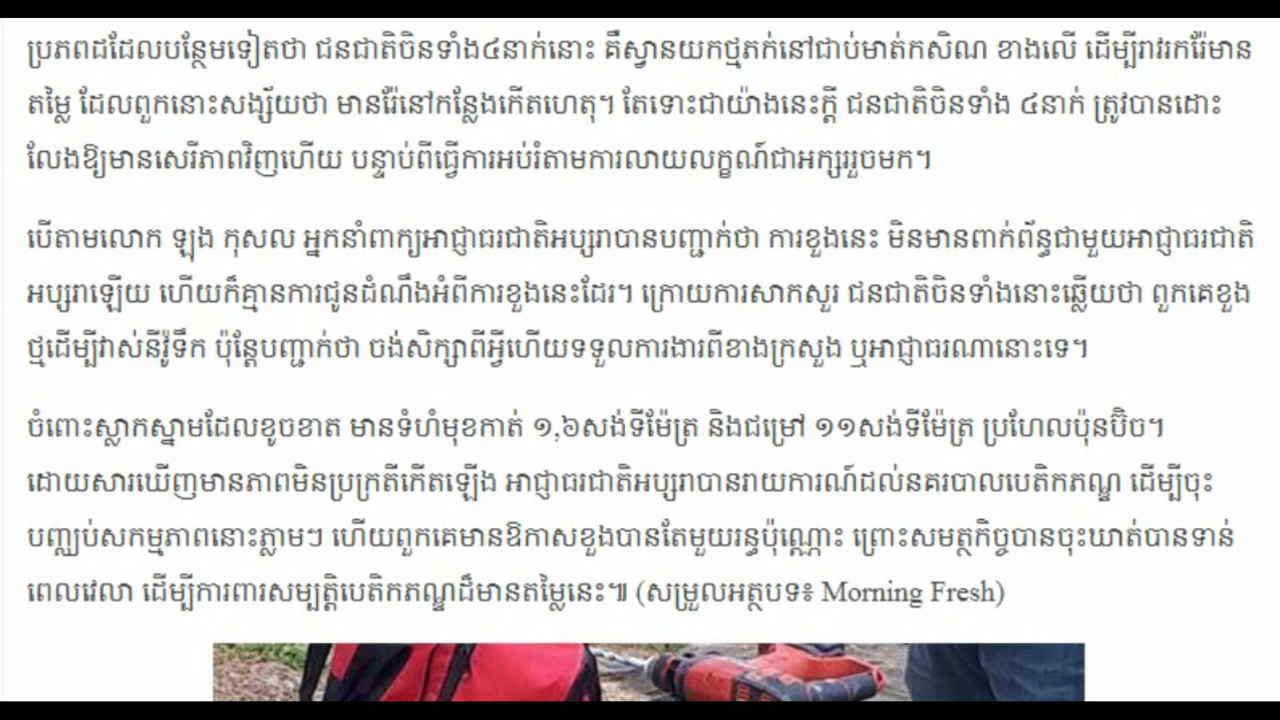 ប្រភពដដែលបន្ថែមទៀតថា ជនជាតិចិនទាំង៤នាក់នោះ គឺស្វានយកថ្មភក់នៅជាប់មាត់កសិណ ខាងលើ ដើម្បីរាវរករ៉ែមាន
តម្លៃ ដែលពួកនោះសង្ស័យថា មានរ៉ែនៅកន្លែងកើតហេតុ។ តែទោះជាយ៉ាងនេះក្ដី ជនជាតិចិនទាំង ៤នាក់ ត្រូវបានដោះ
លែងឱ្យមានសេរីភាពវិញហើយ បន្ទាប់ពីធ្វើការអប់រំតាមការលាយលក្ខណ៍ជាអក្សររួចមក។
បើតាមលោក ឡុង កុសល អ្នកនាំពាក្យអាជ្ញាធរជាតិអប្សរាបានបញ្ជាក់ថា ការខួងនេះ មិនមានពាក់ព័ន្ធជាមួយអាជ្ញាធរជាតិ
អប្សរាឡើយ ហើយក៏គ្មានការជូនដំណឹងអំពីការខួងនេះដែរ។ ក្រោយការសាកសួរ ជនជាតិចិនទាំងនោះឆ្លើយថា ពួកគេខួង
ថ្មដើម្បីវាស់នីវ៉ូទឹក ប៉ុន្តែបញ្ជាក់ថា ចង់សិក្សាពីអ្វីហើយទទួលការងារពីខាងក្រសួង ឬអាជ្ញាធរណានោះទេ។
ចំពោះស្លាកស្នាមដែលខូចខាត មានទំហំមុខកាត់ ១,៦សង់ទីម៉ែត្រ និងជម្រៅ ១១សង់ទីម៉ែត្រ ប្រហែលប៉ុនប៊ិច។
ដោយសារឃើញមានភាពមិនប្រក្រតីកើតឡើង អាជ្ញាធរជាតិអប្សរាបានរាយការណ៍ដល់នគរបាលបេតិកភណ្ឌ ដើម្បីចុះ
បញ្ឈប់សកម្មភាពនោះភ្លាមៗ ហើយពួកគេមានឱកាសខួងបានតែមួយរន្ធប៉ុណ្ណោះ ព្រោះសមត្ថកិច្ចបានចុះឃាត់បានទាន់
ពេលវេលា ដើម្បីការពារសម្បត្តិបេតិកភណ្ឌដ៏មានតម្លៃនេះ៕ (សម្រួលអត្ថបទ៖ Morning Fresh)